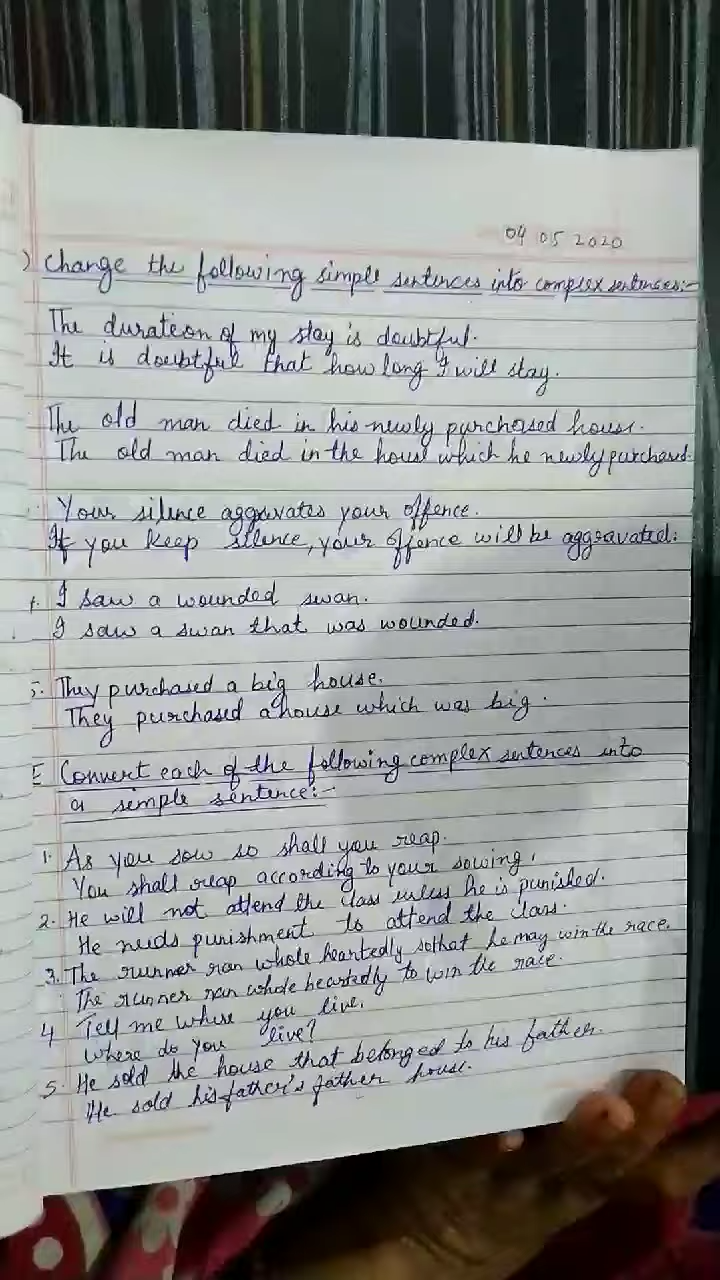 04 05 2020
) Change the following simple sentences into complex sentences:-
The duration of my stay is doubtful.
It is doubtful that how long I will stay.
The old man died in his newly purchased house.
The old man died in the house which he newly purchased.
Your silence aggravates your offence.
If you keep silence, your offence will be aggravated.
4. I saw a wounded swan.
I saw a swan that was wounded.
5. They purchased a big house.
They purchased a house which was big.
E Convert each of the following complex sentences into
a simple sentence:-
1. As you sow so shall you reap.
You shall reap according to your sowing.
2. He will not attend the class unless he is punished.
He needs punishment to attend the class.
3. The runner ran whole heartedly so that he may win the race.
The runner ran whole heartedly to win the race.
4 Tell me where you live.
Where do you live?
5. He sold the house that belonged to his father.
He sold his father's father house.